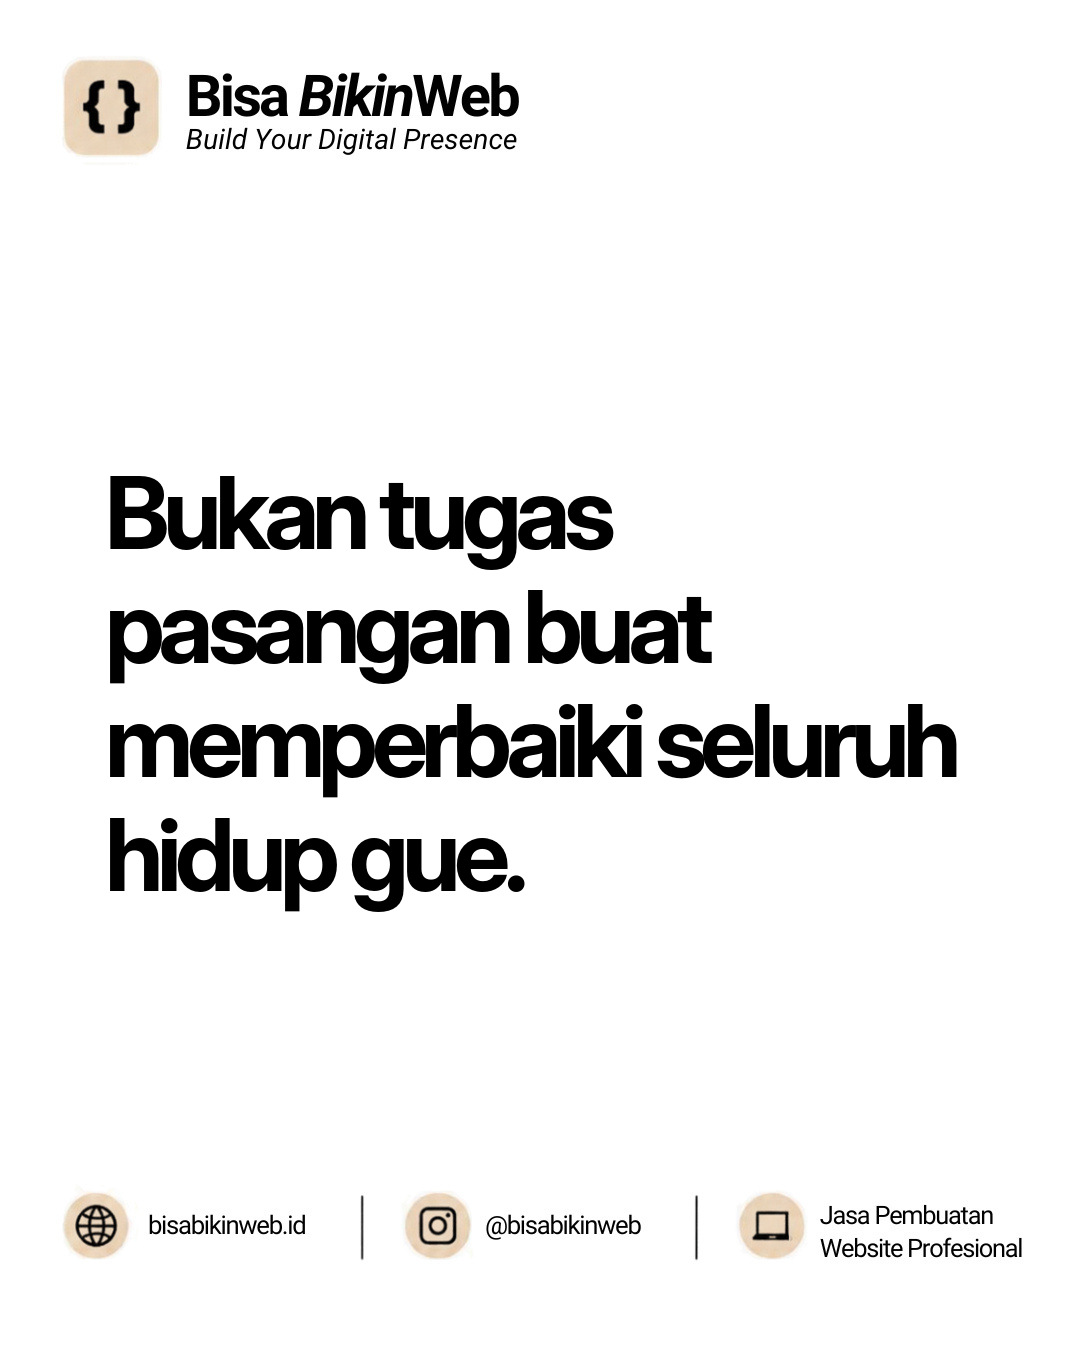 { }
Bisa BikinWeb
Build Your Digital Presence
Bukan tugas
pasangan buat
memperbaiki seluruh
hidup gue.
bisabikinweb.id
@bisabikinweb
Jasa Pembuatan
Website Profesional